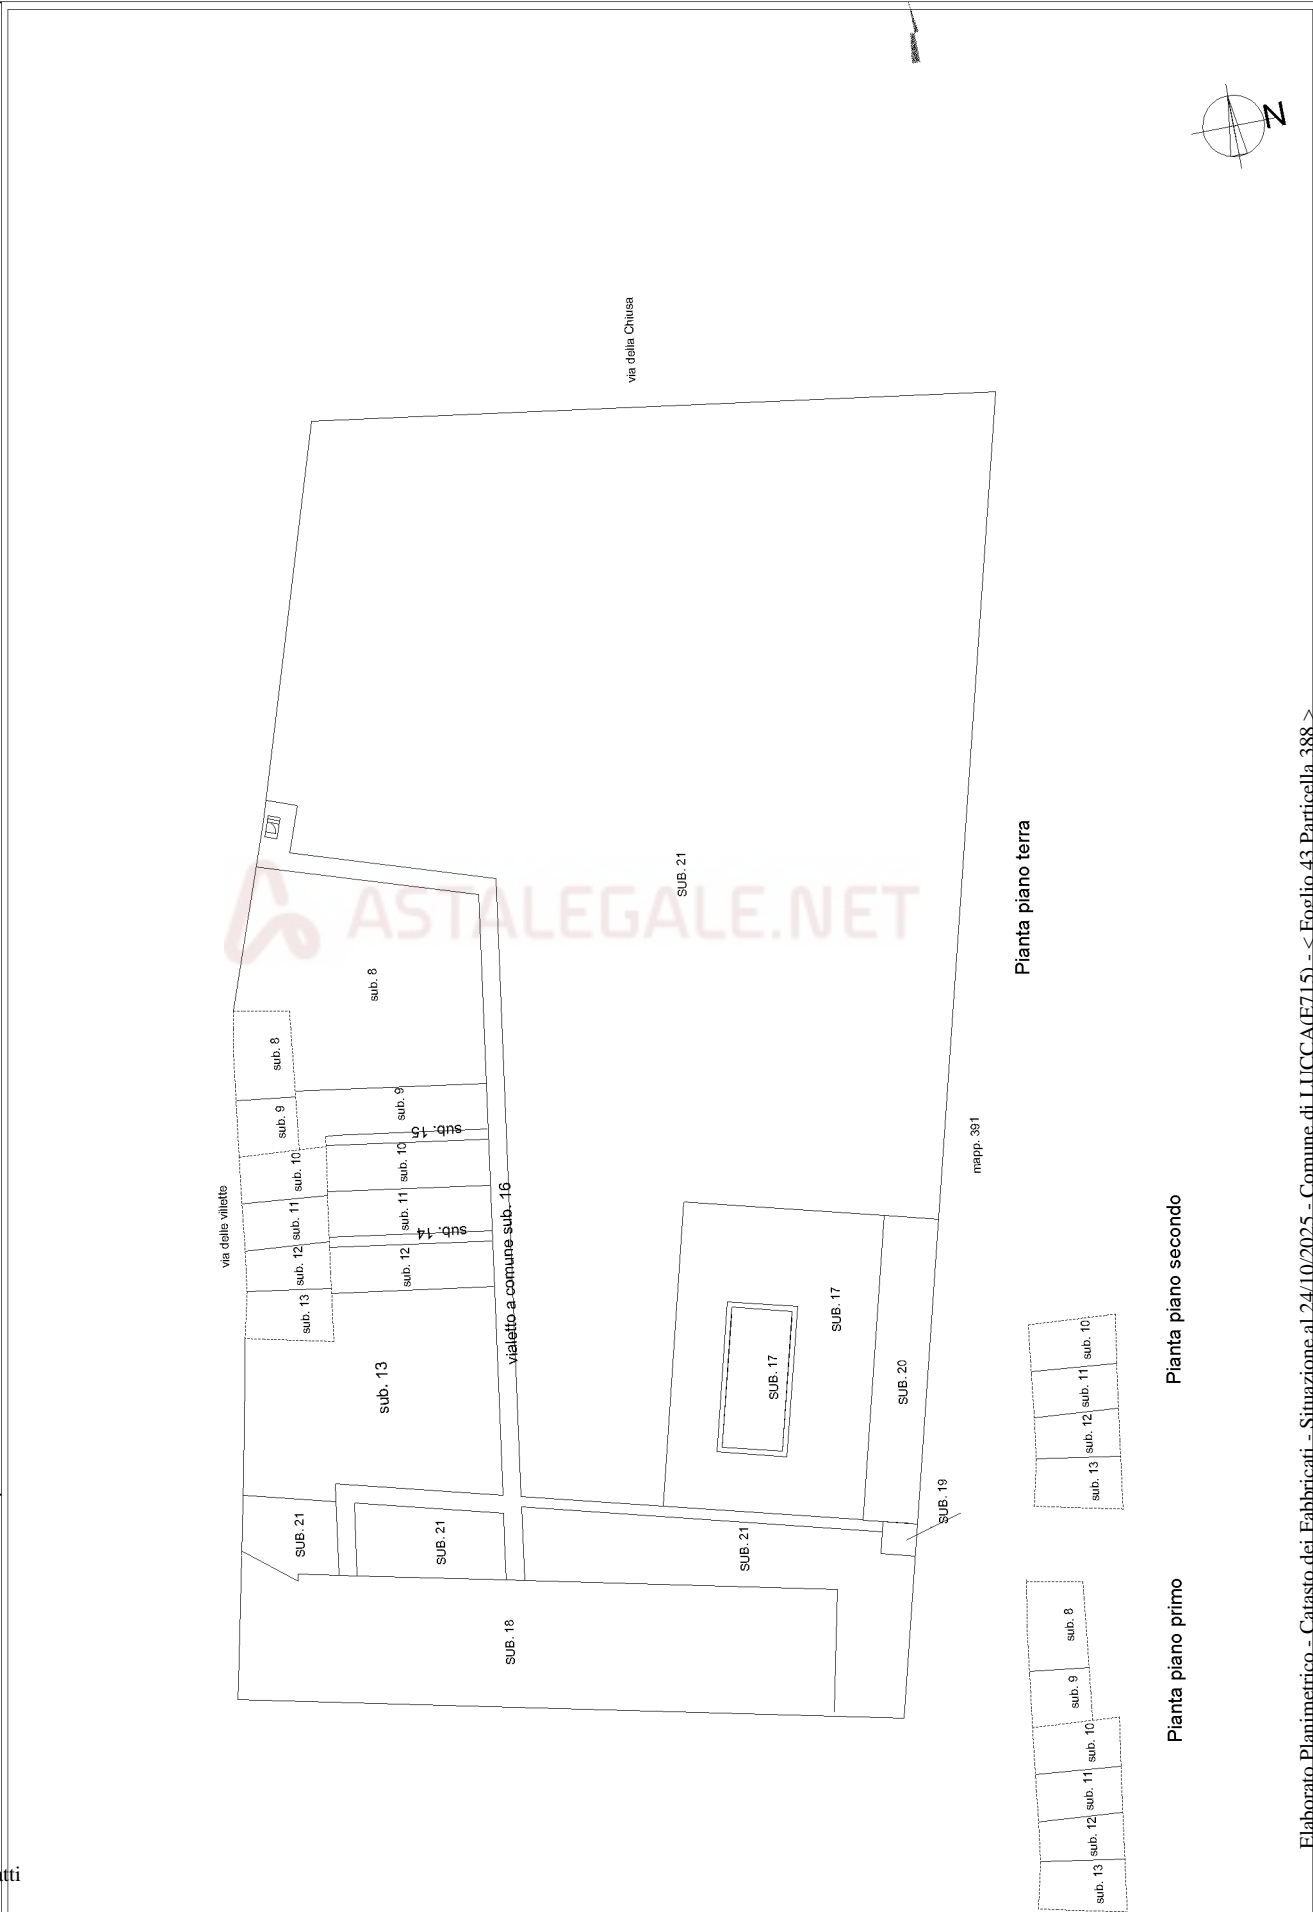 N
via della Chiusa
SUB. 21
Pianta piano terra
ASTALEGALE.NET
sub. 8
sub. 8
sub. 9
sub. 9
sub. 15
sub. 10
sub. 10
sub. 11
sub. 11
sub. 14
sub. 12
sub. 12
sub. 13
sub. 13
via delle villette
vialetto a comune sub. 16
mapp. 391
SUB. 17
SUB. 17
SUB. 20
SUB. 19
SUB. 21
SUB. 21
SUB. 21
SUB. 18
Pianta piano secondo
sub. 10
sub. 11
sub. 12
sub. 13
Pianta piano primo
sub. 8
sub. 9
sub. 10
sub. 11
sub. 12
sub. 13
Elaborato Planimetrico - Catasto dei Fabbricati - Situazione al 24/10/2025 - Comune di LUCCA(E715) - < Foglio 43 Particella 388 >
tti